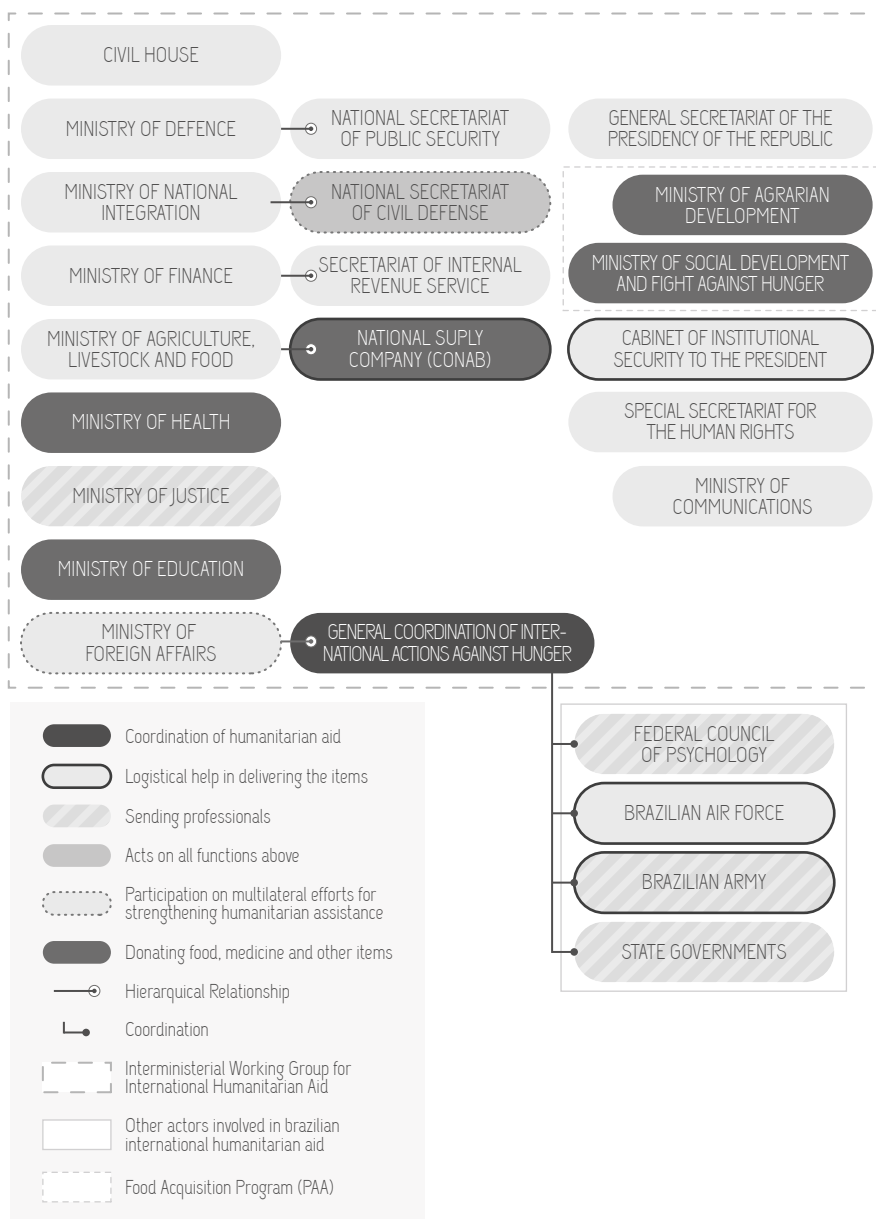 CIVIL HOUSE
MINISTRY OF DEFENCE
NATIONAL SECRETARIAT
OF PUBLIC SECURITY
GENERAL SECRETARIAT OF THE
PRESIDENCY OF THE REPUBLIC
MINISTRY OF NATIONAL
INTEGRATION
NATIONAL SECRETARIAT
OF CIVIL DEFENSE
MINISTRY OF AGRARIAN
DEVELOPMENT
MINISTRY OF FINANCE
SECRETARIAT OF INTERNAL
REVENUE SERVICE
MINISTRY OF SOCIAL DEVELOPMENT
AND FIGHT AGAINST HUNGER
MINISTRY OF AGRICULTURE,
LIVESTOCK AND FOOD
NATIONAL SUPLY
COMPANY (CONAB)
CABINET OF INSTITUTIONAL
SECURITY TO THE PRESIDENT
MINISTRY OF HEALTH
SPECIAL SECRETARIAT FOR
THE HUMAN RIGHTS
MINISTRY OF JUSTICE
MINISTRY OF
COMMUNICATIONS
MINISTRY OF EDUCATION
MINISTRY OF
FOREIGN AFFAIRS
GENERAL COORDINATION OF INTER-
NATIONAL ACTIONS AGAINST HUNGER
FEDERAL COUNCIL
OF PSYCHOLOGY
BRAZILIAN AIR FORCE
BRAZILIAN ARMY
STATE GOVERNMENTS
Coordination of humanitarian aid
Logistical help in delivering the items
Sending professionals
Acts on all functions above
Participation on multilateral efforts for
strengthening humanitarian assistance
Donating food, medicine and other items
Hierarquical Relationship
Coordination
Interministerial Working Group for
International Humanitarian Aid
Other actors involved in brazilian
international humanitarian aid
Food Acquisition Program (PAA)